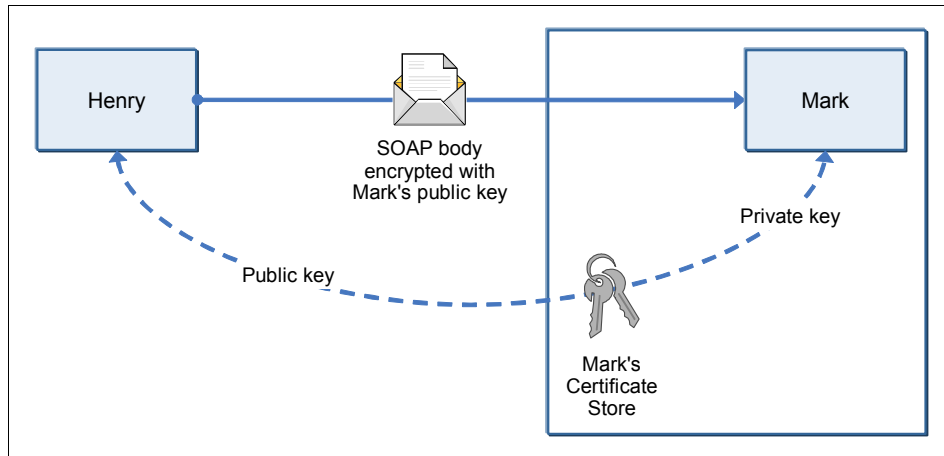 Henry
Mark
SOAP body
encrypted with
Mark's public key
Private key
Public key
Mark's
Certificate
Store